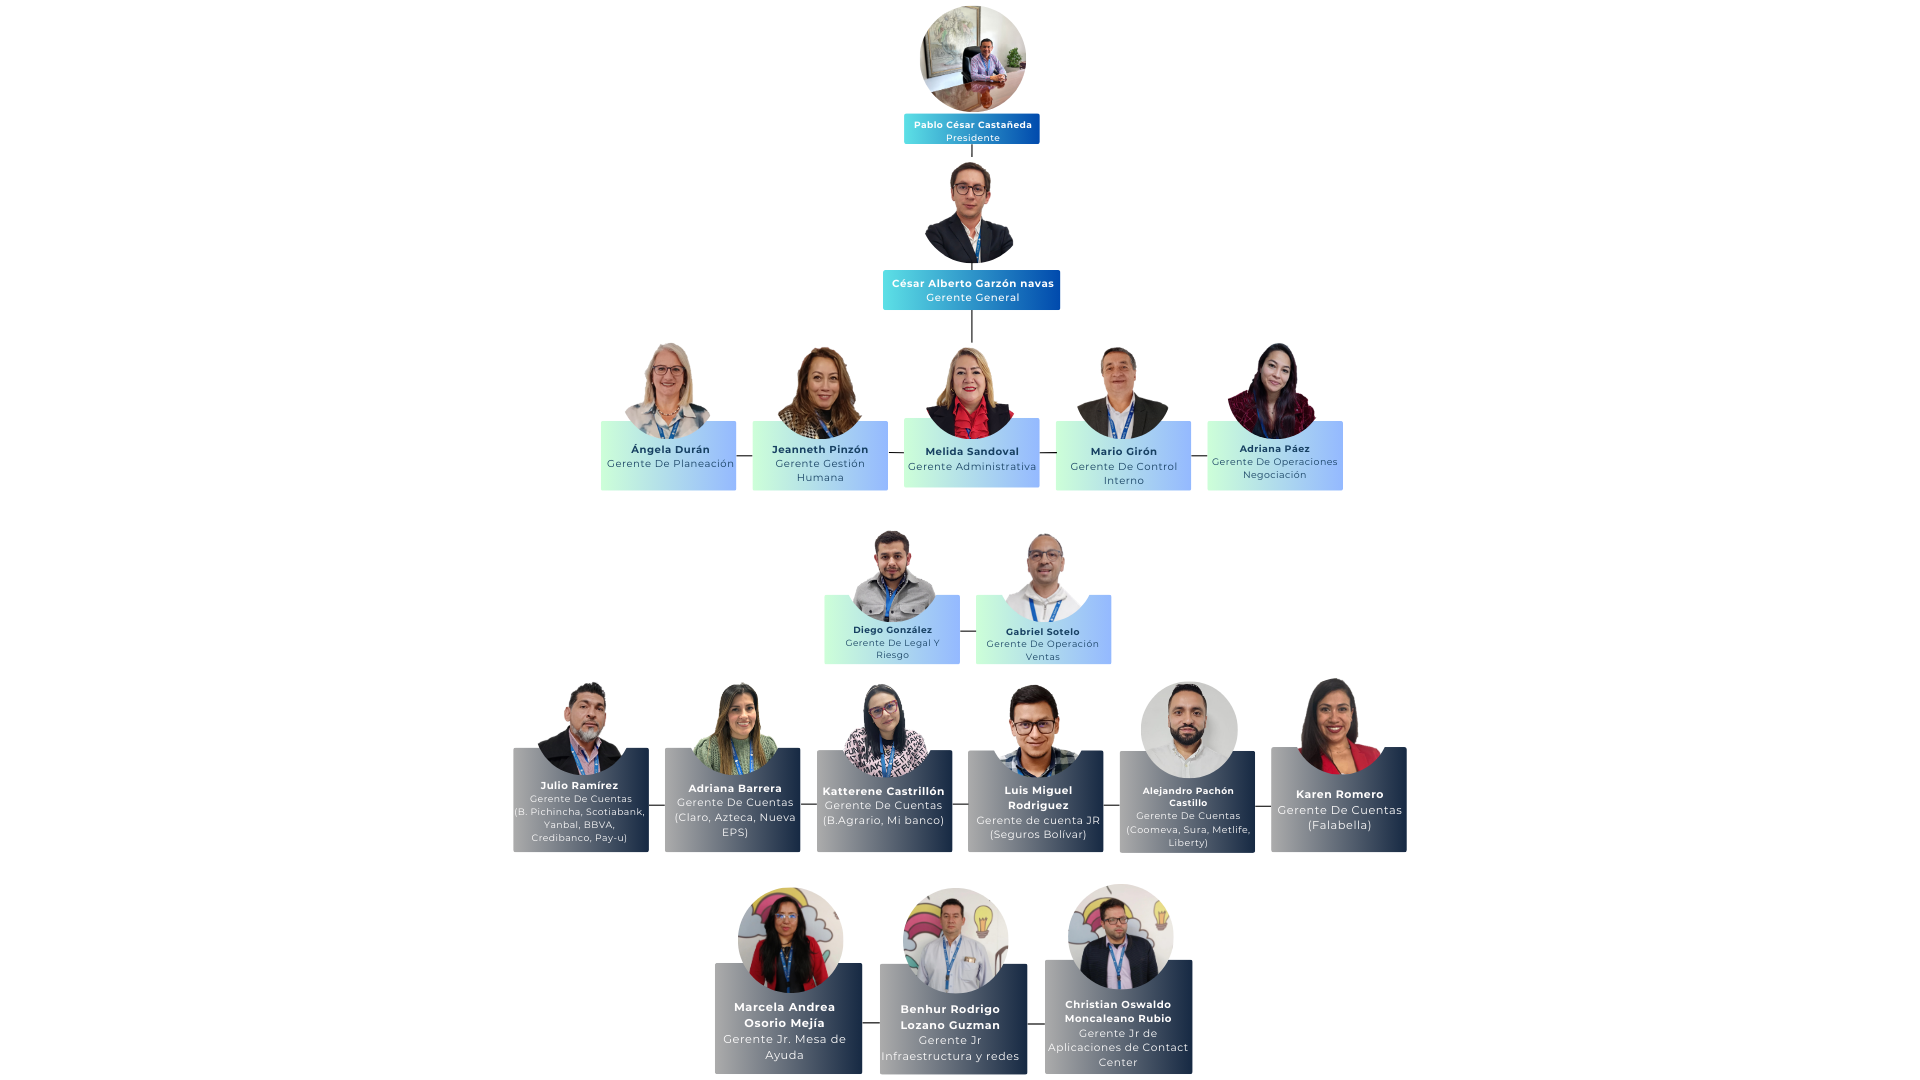 Pablo César Castañeda
Presidente
César Alberto Garzón navas
Gerente General
Ángela Durán
Gerente De Planeación
Jeanneth Pinzón
Gerente Gestión
Humana
Melida Sandoval
Gerente Administrativa
Mario Girón
Gerente De Control
Interno
Adriana Páez
Gerente De Operaciones
Negociación
Diego González
Gerente De Legal Y
Riesgo
Gabriel Sotelo
Gerente De Operación
Ventas
Julio Ramírez
Gerente De Cuentas
(B. Pichincha, Scotiabank,
Yanbal, BBVA,
Credibanco, Pay-u)
Adriana Barrera
Gerente De Cuentas
(Claro, Azteca, Nueva
EPS)
Katterene Castrillón
Gerente De Cuentas
(B.Agrario, Mi banco)
Luis Miguel
Rodriguez
Gerente de cuenta JR
(Seguros Bolívar)
Alejandro Pachón
Castillo
Gerente De Cuentas
(Coomeva, Sura, Metlife,
Liberty)
Karen Romero
Gerente De Cuentas
(Falabella)
Marcela Andrea
Osorio Mejía
Gerente Jr. Mesa de
Ayuda
Benhur Rodrigo
Lozano Guzman
Gerente Jr
Infraestructura y redes
Christian Oswaldo
Moncaleano Rubio
Gerente Jr de
Aplicaciones de Contact
Center